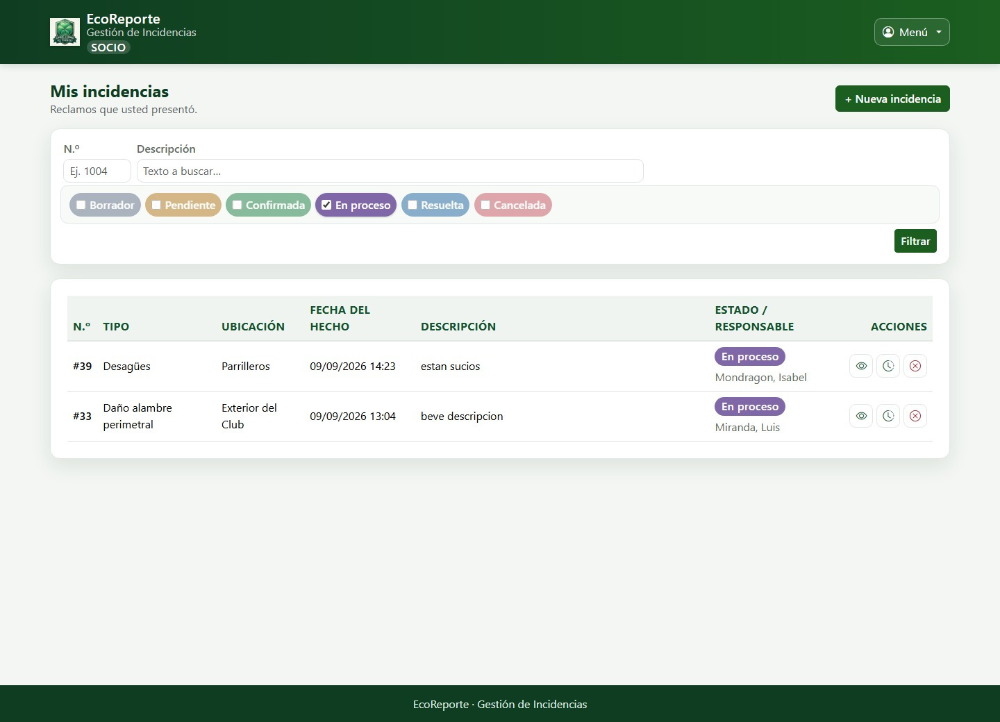 EcoReporte
Gestión de Incidencias
SOCIO
Menú
Mis incidencias
Reclamos que usted presentó.
+ Nueva incidencia
N.º Descripción
Ej. 1004 Texto a buscar...
Borrador Pendiente Confirmada En proceso Resuelta Cancelada
Filtrar
N.º TIPO UBICACIÓN FECHA DEL HECHO DESCRIPCIÓN ESTADO / RESPONSABLE ACCIONES
#39 Desagües Parrilleros 09/09/2026 14:23 estan sucios En proceso
Mondragon, Isabel
#33 Daño alambre perimetral Exterior del Club 09/09/2026 13:04 beve descripcion En proceso
Miranda, Luis
EcoReporte · Gestión de Incidencias